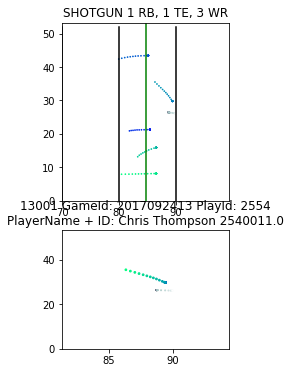 SHOTGUN 1 RB, 1 TE, 3 WR
50
40
30
20
10
0
70 80 90
13001 GameId: 2017092413 PlayId: 2554
PlayerName + ID: Chris Thompson 2540011.0
40
20
0
85 90